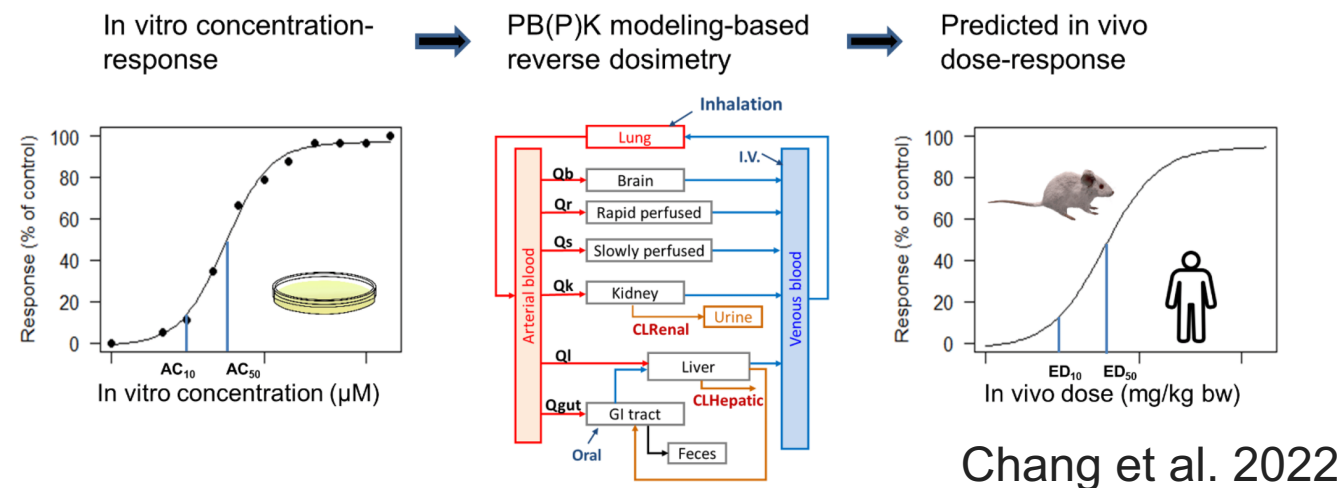 In vitro concentration-
response
PB(P)K modeling-based
reverse dosimetry
Predicted in vivo
dose-response
Response (% of control)
100
80
60
40
20
0
AC10
AC50
In vitro concentration (µM)
Inhalation
Lung
I.V.
Arterial blood
Venous blood
Qb
Brain
Qr
Rapid perfused
Qs
Slowly perfused
Qk
Kidney
Urine
CLRenal
Ql
Liver
CLHepatic
Qgut
GI tract
Oral
Feces
Response (% of control)
100
80
60
40
20
0
ED10
ED50
In vivo dose (mg/kg bw)
Chang et al. 2022